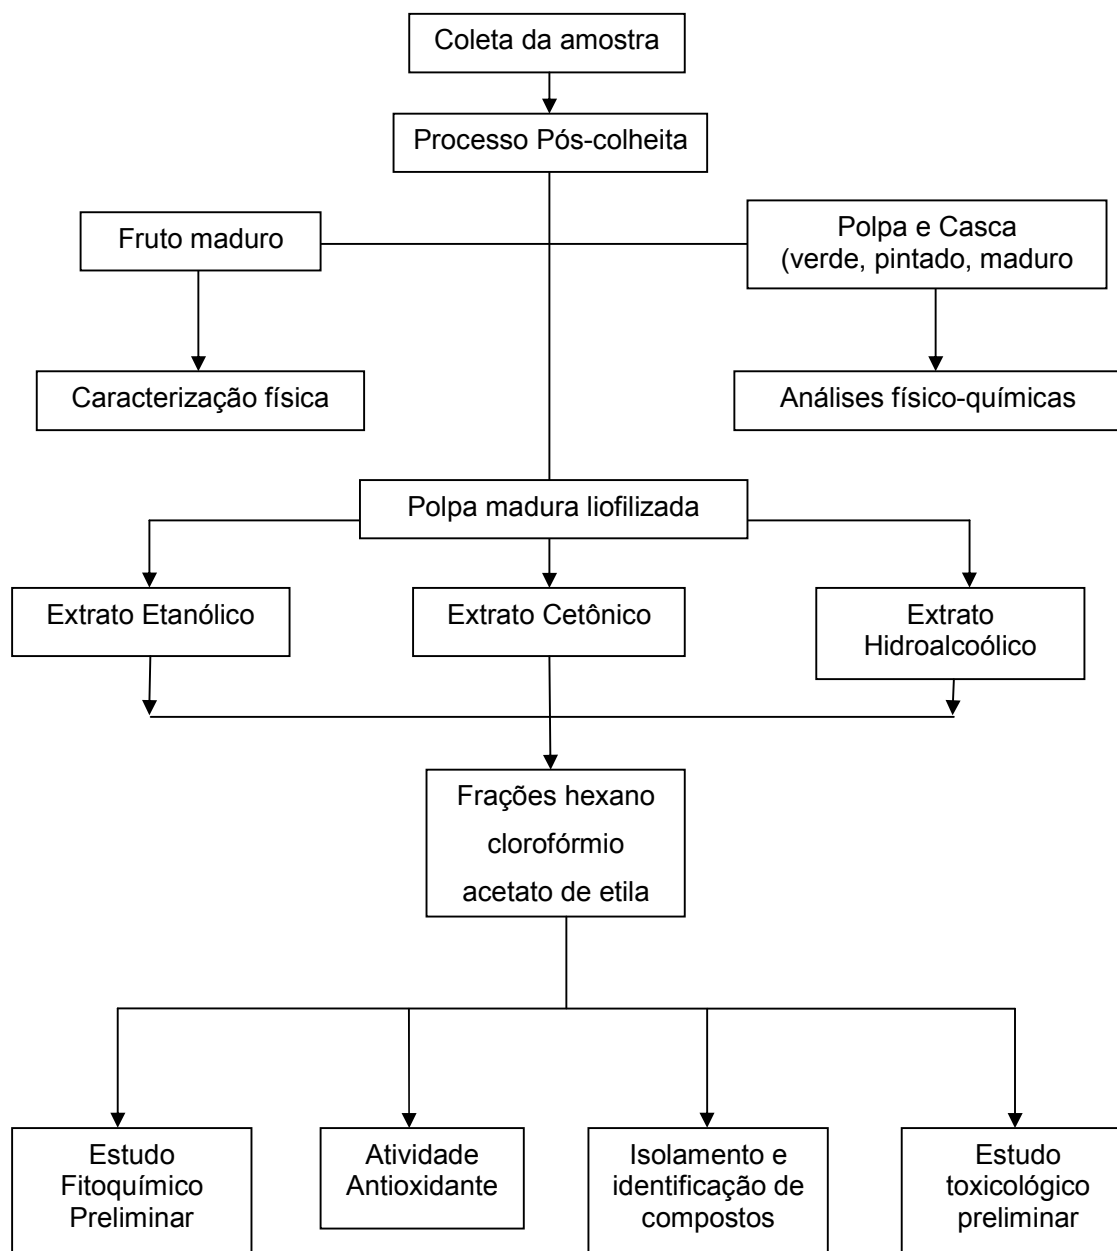 Coleta da amostra
Processo Pós-colheita
Fruto maduro
Polpa e Casca
(verde, pintado, maduro
Caracterização física
Análises físico-químicas
Polpa madura liofilizada
Extrato Etanólico
Extrato Cetônico
Extrato
Hidroalcoólico
Frações hexano
clorofórmio
acetato de etila
Estudo
Fitoquímico
Preliminar
Atividade
Antioxidante
Isolamento e
identificação de
compostos
Estudo
toxicológico
preliminar